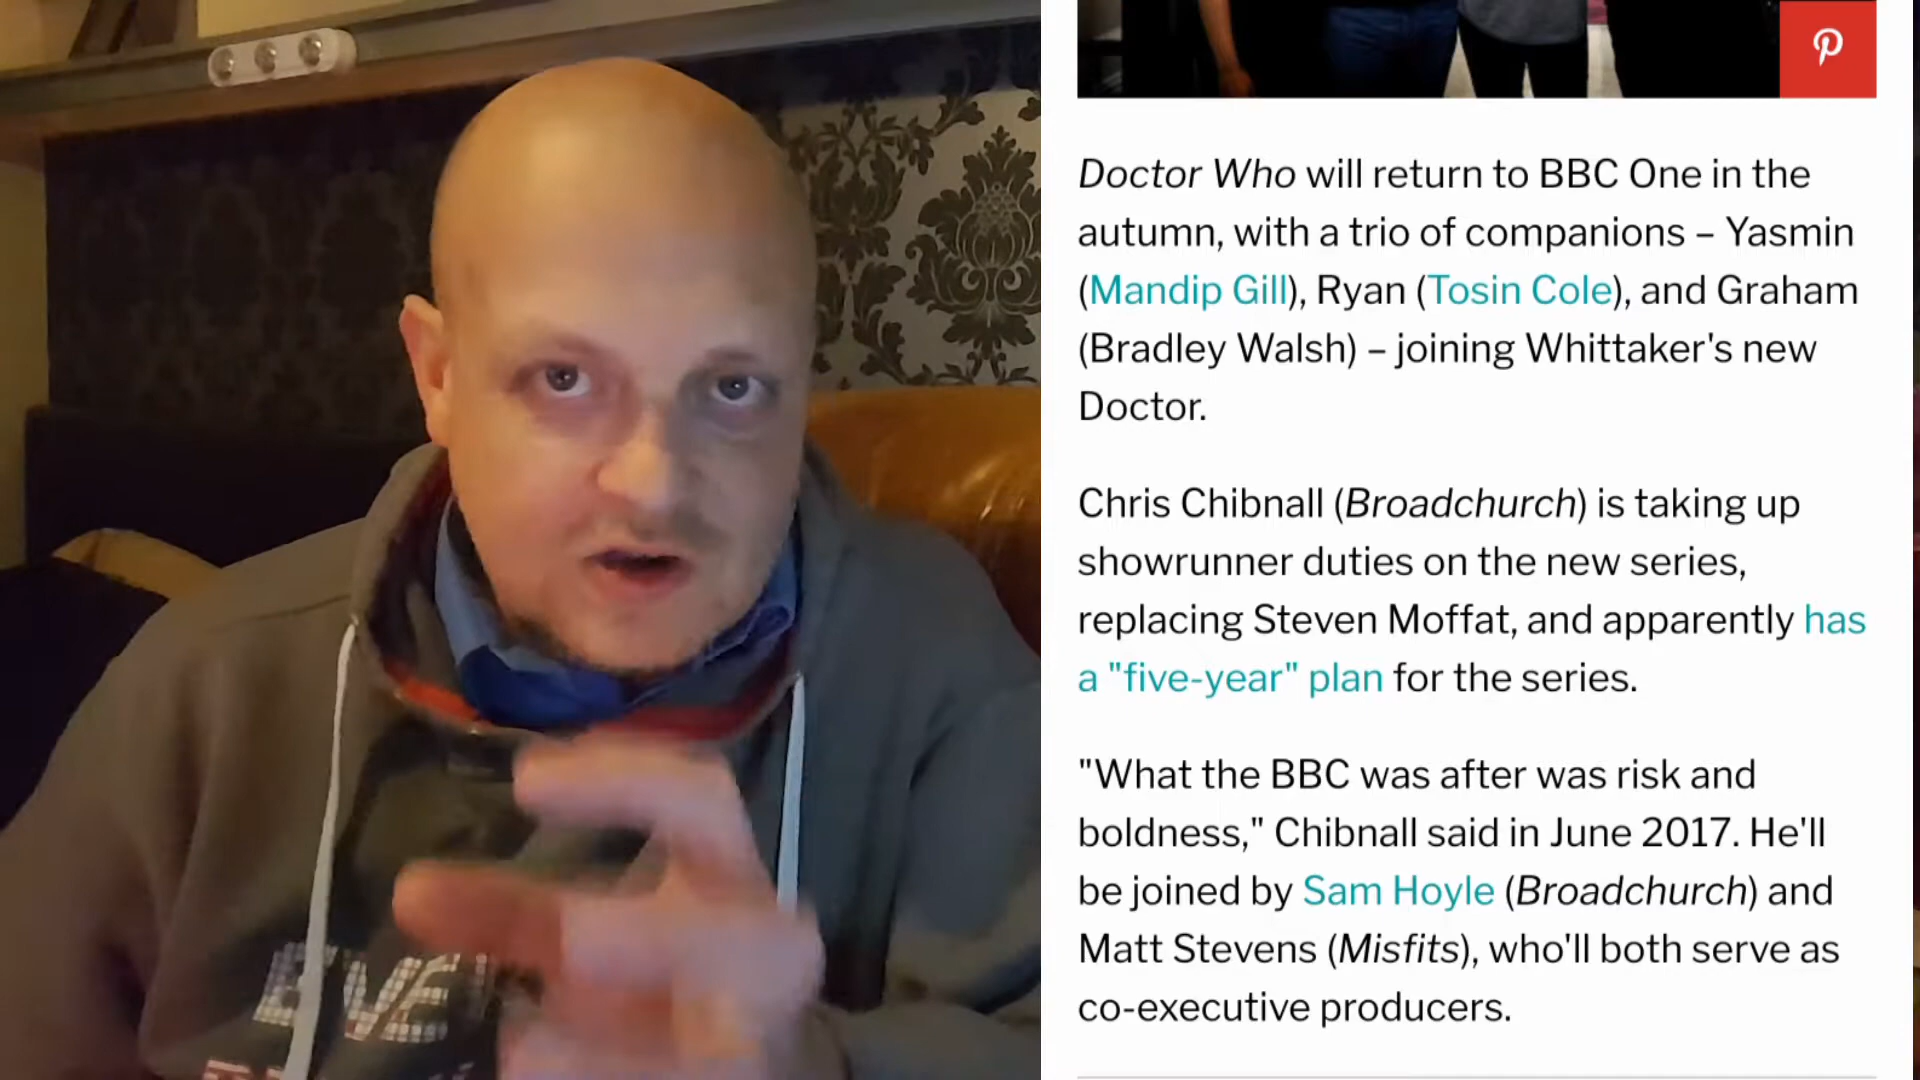 Doctor Who will return to BBC One in the
autumn, with a trio of companions – Yasmin
(Mandip Gill), Ryan (Tosin Cole), and Graham
(Bradley Walsh) – joining Whittaker's new
Doctor.
Chris Chibnall (Broadchurch) is taking up
showrunner duties on the new series,
replacing Steven Moffat, and apparently has
a "five-year" plan for the series.
"What the BBC was after was risk and
boldness," Chibnall said in June 2017. He'll
be joined by Sam Hoyle (Broadchurch) and
Matt Stevens (Misfits), who'll both serve as
co-executive producers.